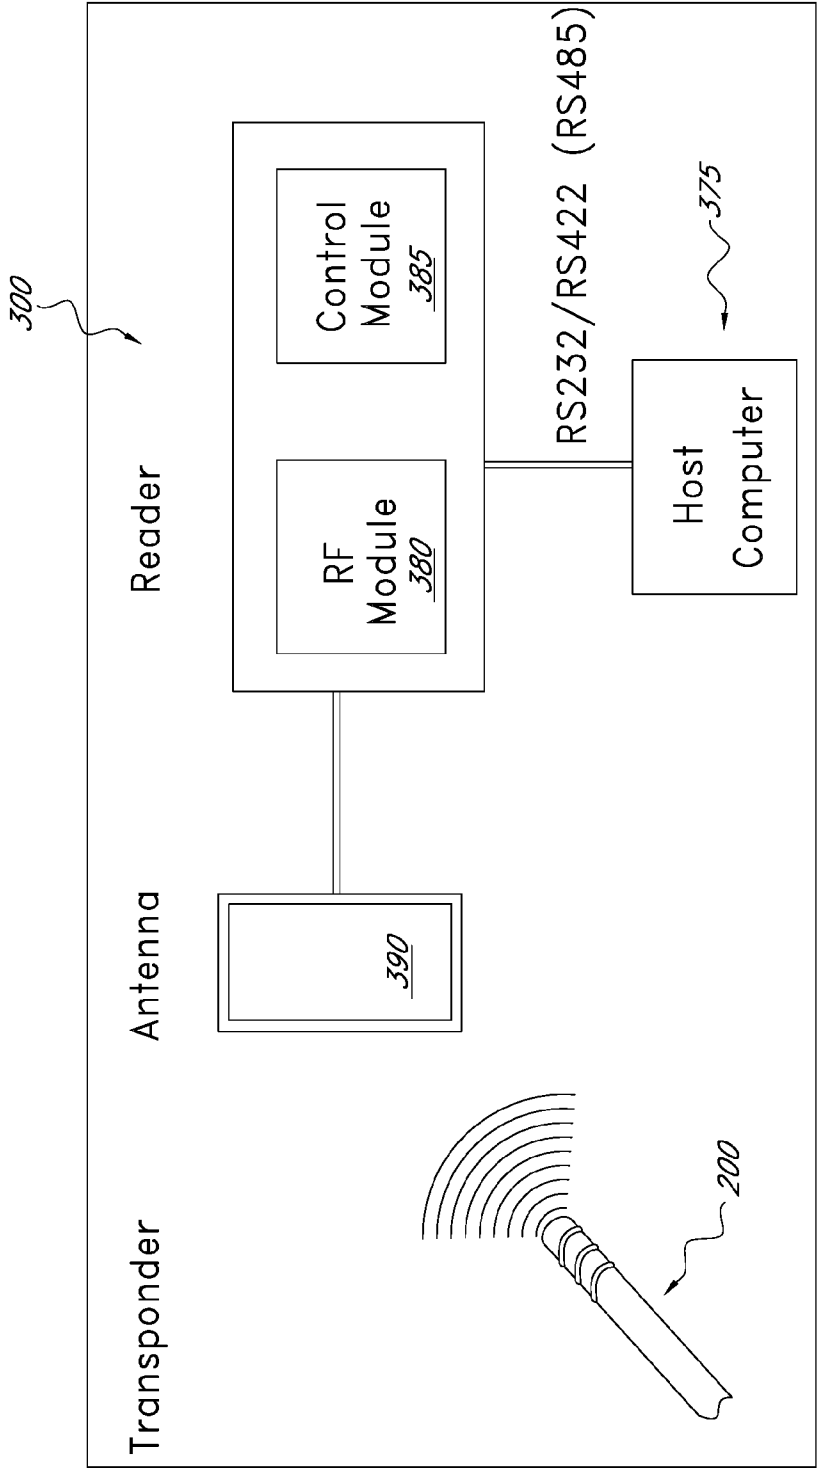 Transponder
Antenna
Reader
300
390
RF
Module
380
Control
Module
385
RS232/RS422 (RS485)
200
Host
Computer
375